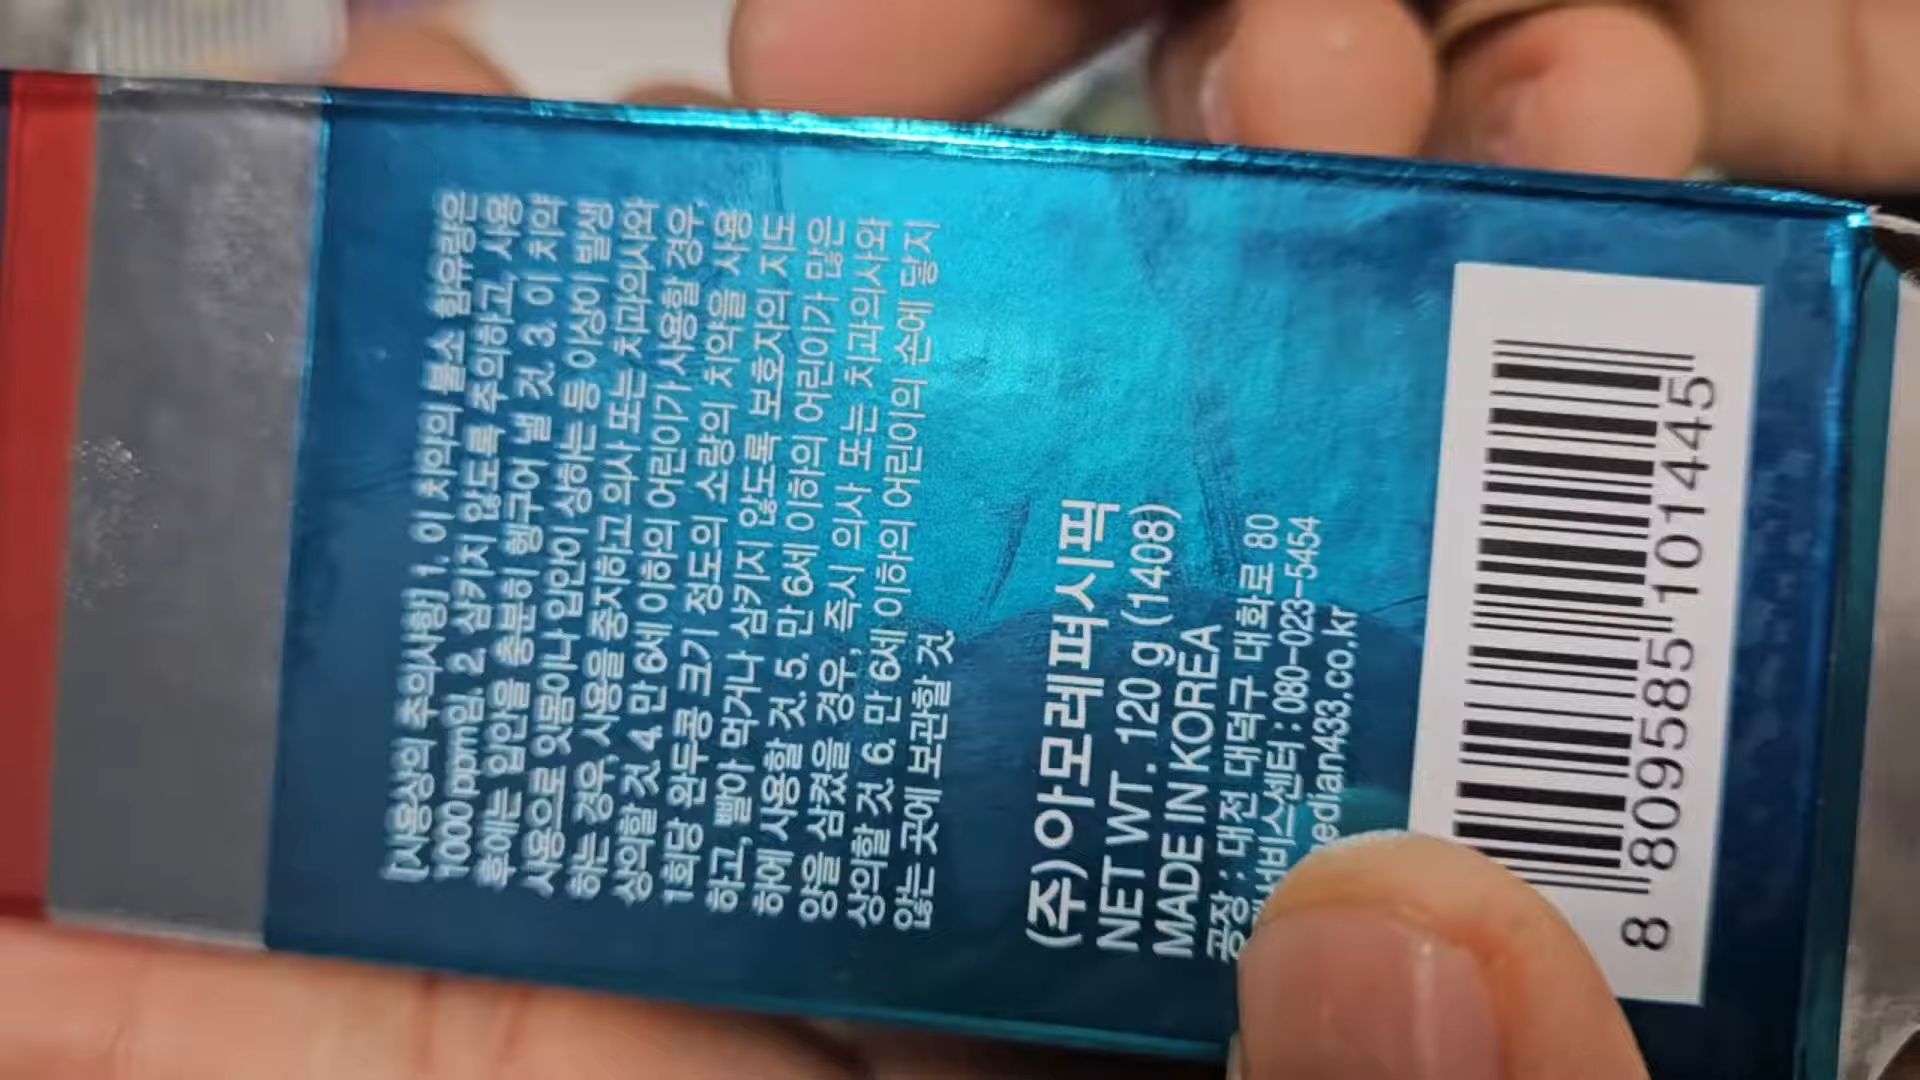 [사용상의 주의사항] 1. 이 치약의 불소 함유량은
1000 ppm임. 2. 삼키지 않도록 주의하고, 사용
후에는 입안을 충분히 헹구어 낼 것. 3. 이 치약
사용으로 잇몸이나 입안이 상하는 등 이상이 발생
하는 경우, 사용을 중지하고 의사 또는 치과의사와
상의할 것. 4. 만 6세 이하의 어린이가 사용할 경우,
1회당 완두콩 크기 정도의 소량의 치약을 사용
하고, 빨아 먹거나 삼키지 않도록 보호자의 지도
하에 사용할 것. 5. 만 6세 이하의 어린이가 많은
양을 삼켰을 경우, 즉시 의사 또는 치과의사와
상의할 것. 6. 만 6세 이하의 어린이의 손에 닿지
않는 곳에 보관할 것
(주)아모레퍼시픽
NET WT. 120 g (1408)
MADE IN KOREA
공장 : 대전 대덕구 대화로 80
서비스센터 : 080-023-5454
edian433.co.kr
8 809585 101445